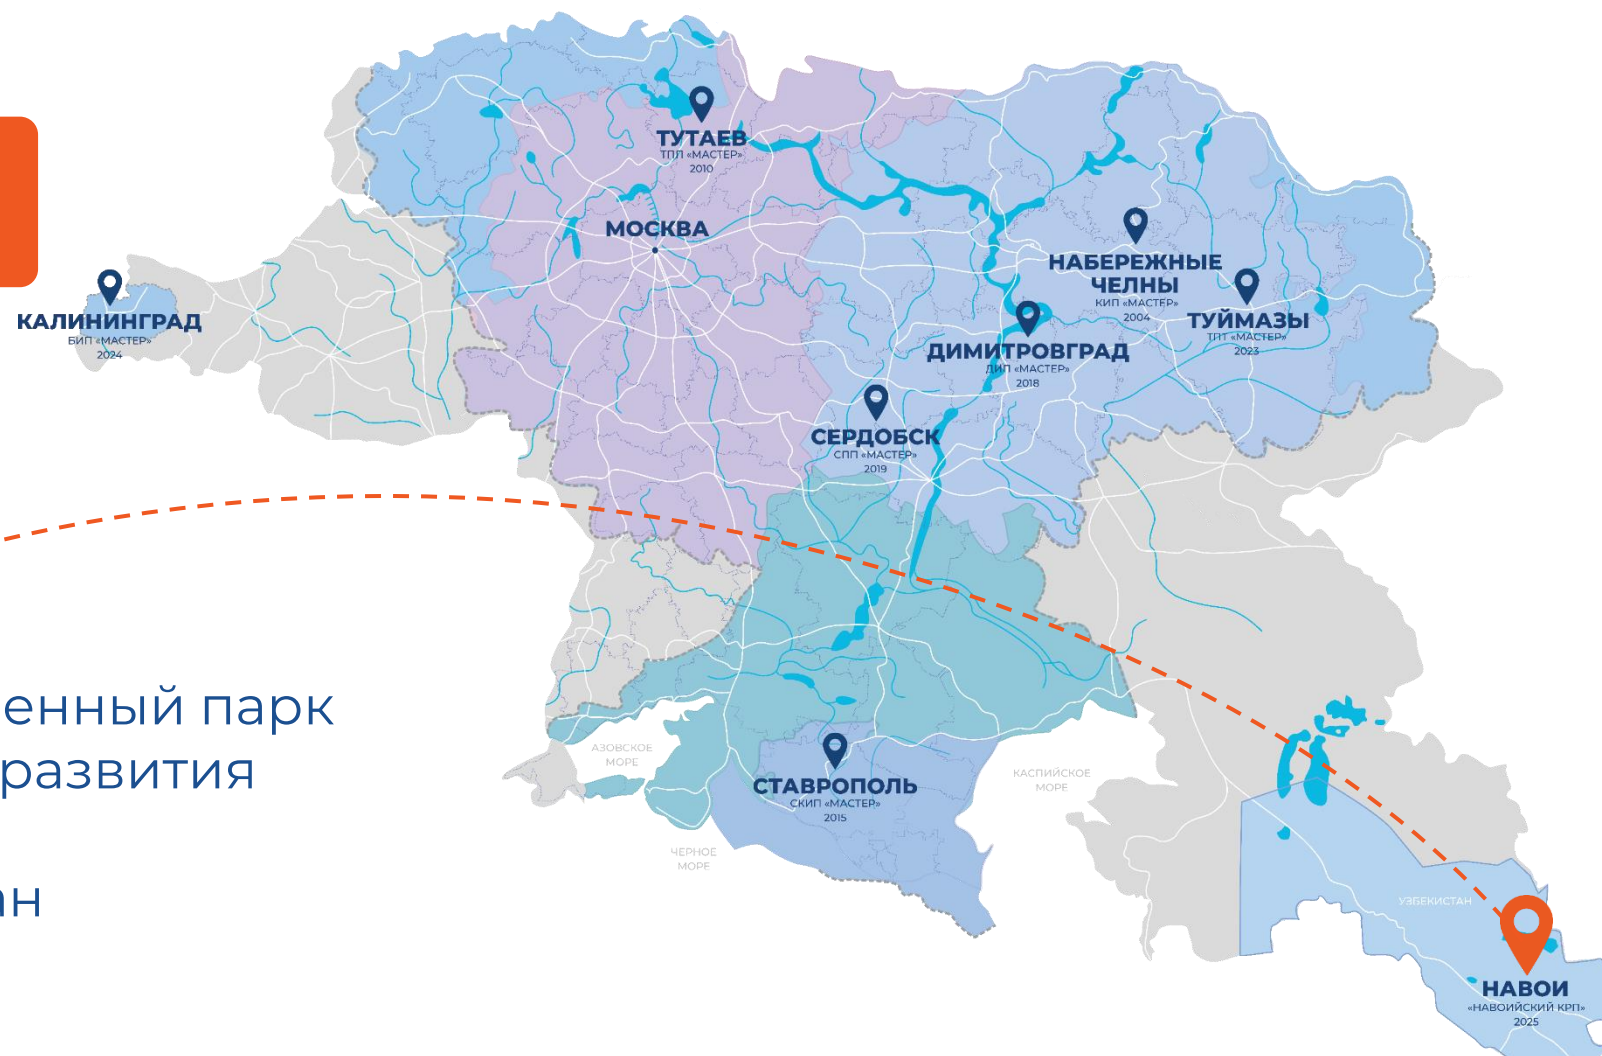 ТУТАЕВ
ТПП «МАСТЕР»
2010
МОСКВА
НАБЕРЕЖНЫЕ
ЧЕЛНЫ
КИП «МАСТЕР»
2004
ТУЙМАЗЫ
ТПТ «МАСТЕР»
2023
КАЛИНИНГРАД
БИП «МАСТЕР»
2024
ДИМИТРОВГРАД
ДИП «МАСТЕР»
2018
СЕРДОБСК
СПП «МАСТЕР»
2019
енный парк
развития
ан
АЗОВСКОЕ
МОРЕ
КАСПИЙСКОЕ
МОРЕ
СТАВРОПОЛЬ
СКИП «МАСТЕР»
2015
ЧЕРНОЕ
МОРЕ
УЗБЕКИСТАН
НАВОИ
«НАВОИЙСКИЙ КРП»
2025